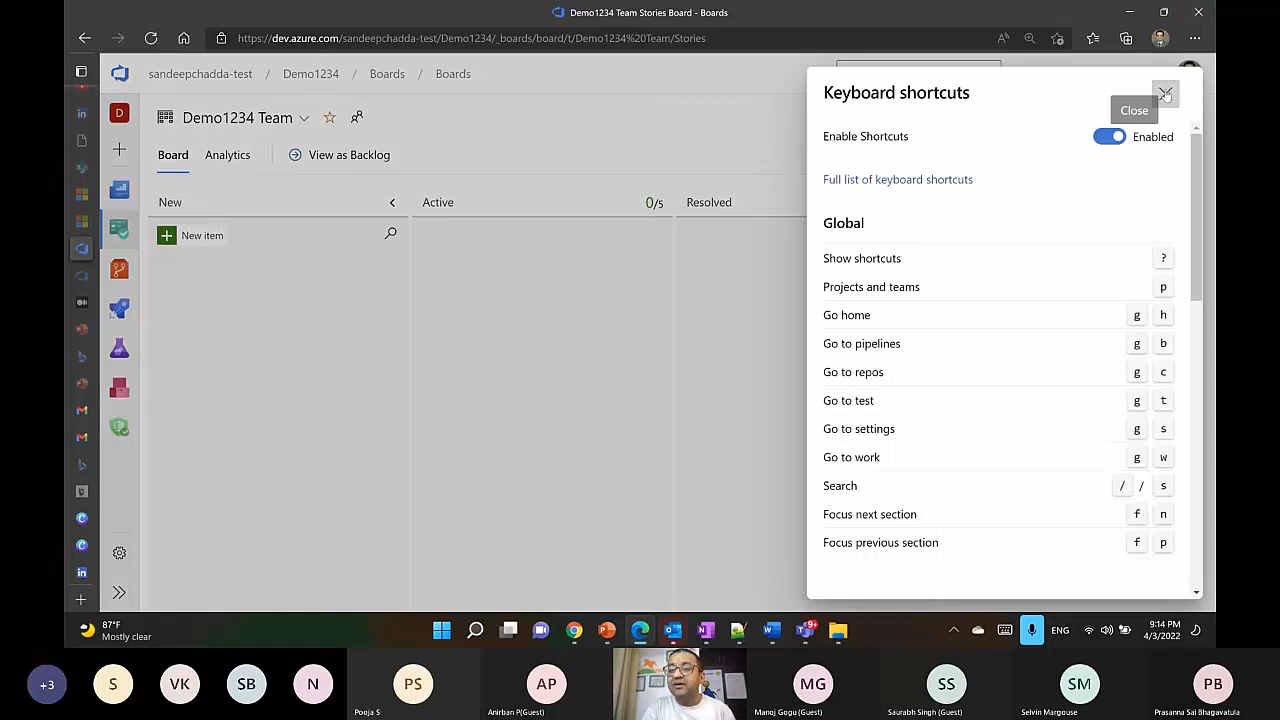 Demo1234 Team Stories Board - Boards
https://dev.azure.com/sandeepchadda-test/Demo1234/_boards/board/t/Demo1234%20Team/Stories
sandeepchadda-test / Demo1234 / Boards / Boards
D
Demo1234 Team
Board Analytics View as Backlog
New
Active 0/5
Resolved
New item
Keyboard shortcuts
Close
Enable Shortcuts Enabled
Full list of keyboard shortcuts
Global
Show shortcuts ?
Projects and teams p
Go home g h
Go to pipelines g b
Go to repos g c
Go to test g t
Go to settings g s
Go to work g w
Search / / s
Focus next section f n
Focus previous section f p
87°F
Mostly clear
9+
ENG
9:14 PM
4/3/2022
+3
S
VK
SB
N
PS
Pooja S
AP
Anirban P(Guest)
MG
Manoj Gogu (Guest)
SS
Saurabh Singh (Guest)
SM
Selvin Margouse
PB
Prasanna Sai Bhagavatula